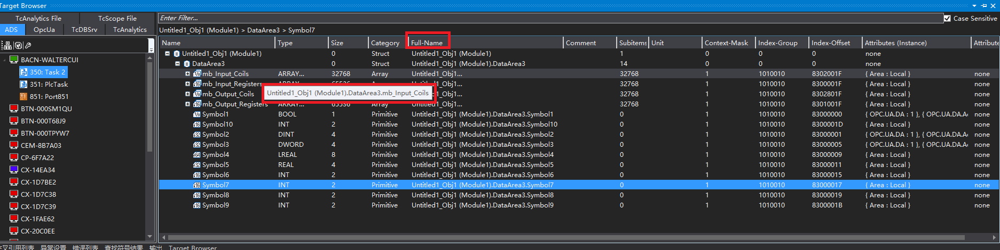 Target Browser
TcAnalytics File TcScope File
ADS OpcUa TcDBSrv TcAnalytics
BACN-WALTERCUI
350: Task 2
351: PlcTask
851: Port851
BTN-000SM1QU
BTN-000T68J9
BTN-000TPYW7
CEM-8B7A03
CP-6F7A22
CX-14EA34
CX-1D7BE2
CX-1D7C38
CX-1D7C39
CX-1FAE62
CX-20C0EE
Enter Filter... Case Sensitive
Untitled1_Obj1 (Module1) > DataArea3 > Symbol7
Name Type Size Category Full-Name Comment Subitems Unit Context-Mask Index-Group Index-Offset Attributes (Instance) Attribute
Untitled1_Obj1 (Module1) 0 Struct Untitled1_Obj1 (Module1) 1 0 0 0 none
DataArea3 0 Struct Untitled1_Obj1 (Module1).DataArea3 14 0 0 0 none
mb_Input_Coils ARRAY... 32768 Array Untitled1_Obj1... 32768 1 1010010 8302001F { Area : Local } none
mb_Input_Registers Untitled1_Obj1... 32768 1 1010010 8300001F { Area : Local } none
mb_Output_Coils Untitled1_Obj1... 32768 1 1010010 8302801F { Area : Local } none
Untitled1_Obj1 (Module1).DataArea3.mb_Input_Coils
mb_Output_Registers ARRAY... 65536 Array Untitled1_Obj1... 32768 1 1010010 8301001F { Area : Local } none
Symbol1 BOOL 1 Primitive Untitled1_Obj1 (Module1).DataArea3.Symbol1 0 1 1010010 83000000 { OPC.UA.DA : 1 }, { OPC.UA.DA.Ac none
Symbol10 INT 2 Primitive Untitled1_Obj1 (Module1).DataArea3.Symbol10 0 1 1010010 8300001D { Area : Local } none
Symbol2 DINT 4 Primitive Untitled1_Obj1 (Module1).DataArea3.Symbol2 0 1 1010010 83000001 { OPC.UA.DA : 1 }, { OPC.UA.DA.Ac none
Symbol3 DWORD 4 Primitive Untitled1_Obj1 (Module1).DataArea3.Symbol3 0 1 1010010 83000005 { OPC.UA.DA : 1 }, { OPC.UA.DA.Ac none
Symbol4 LREAL 8 Primitive Untitled1_Obj1 (Module1).DataArea3.Symbol4 0 1 1010010 83000009 { Area : Local } none
Symbol5 REAL 4 Primitive Untitled1_Obj1 (Module1).DataArea3.Symbol5 0 1 1010010 83000011 { Area : Local } none
Symbol6 INT 2 Primitive Untitled1_Obj1 (Module1).DataArea3.Symbol6 0 1 1010010 83000015 { Area : Local } none
Symbol7 INT 2 Primitive Untitled1_Obj1 (Module1).DataArea3.Symbol7 0 1 1010010 83000017 { Area : Local } none
Symbol8 INT 2 Primitive Untitled1_Obj1 (Module1).DataArea3.Symbol8 0 1 1010010 83000019 { Area : Local } none
Symbol9 INT 2 Primitive Untitled1_Obj1 (Module1).DataArea3.Symbol9 0 1 1010010 8300001B { Area : Local } none
交叉引用列表 异常设置 错误列表 查找符号结果 输出 Target Browser